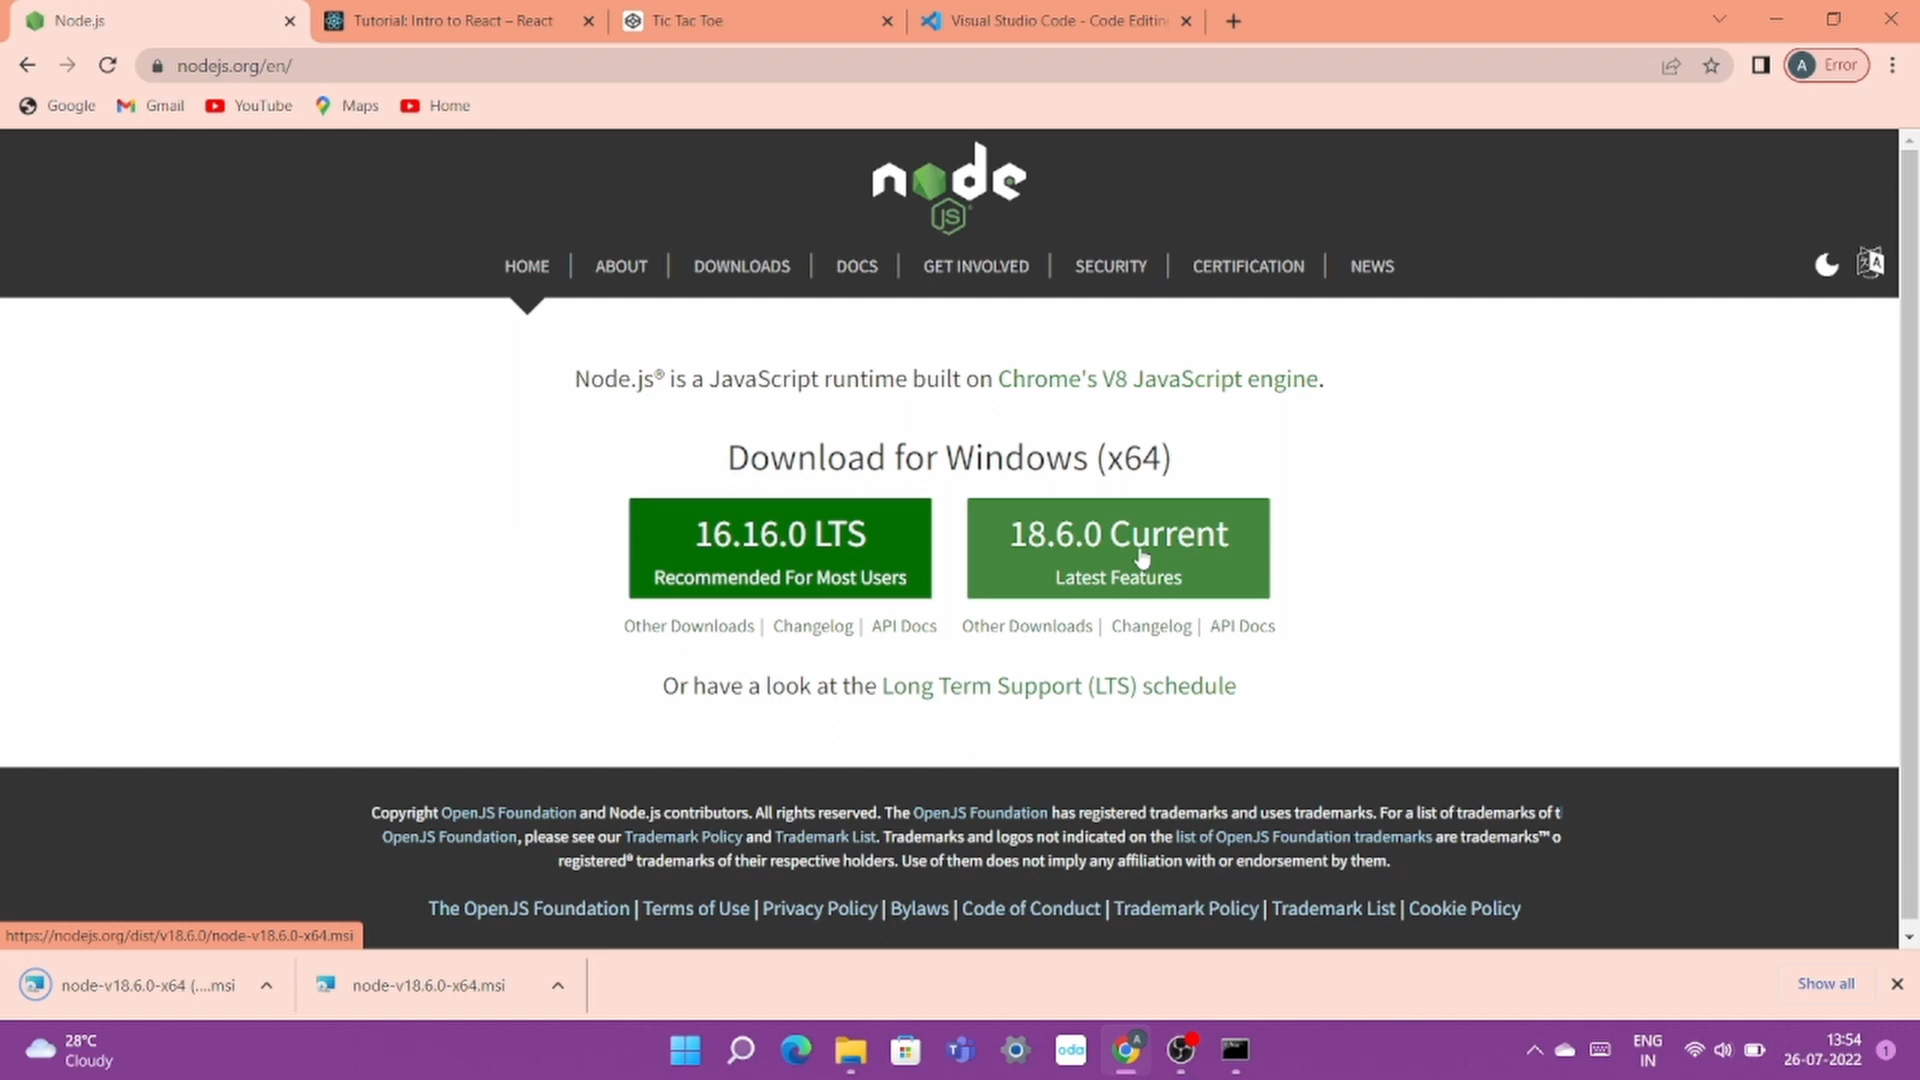 Node.js
Tutorial: Intro to React – React
Tic Tac Toe
Visual Studio Code - Code Editin
nodejs.org/en/
A
Error
Google
Gmail
YouTube
Maps
Home
node
JS
HOME
ABOUT
DOWNLOADS
DOCS
GET INVOLVED
SECURITY
CERTIFICATION
NEWS
Node.js® is a JavaScript runtime built on Chrome's V8 JavaScript engine.
Download for Windows (x64)
16.16.0 LTS
Recommended For Most Users
18.6.0 Current
Latest Features
Other Downloads | Changelog | API Docs
Other Downloads | Changelog | API Docs
Or have a look at the Long Term Support (LTS) schedule
Copyright OpenJS Foundation and Node.js contributors. All rights reserved. The OpenJS Foundation has registered trademarks and uses trademarks. For a list of trademarks of t
OpenJS Foundation, please see our Trademark Policy and Trademark List. Trademarks and logos not indicated on the list of OpenJS Foundation trademarks are trademarks™ o
registered® trademarks of their respective holders. Use of them does not imply any affiliation with or endorsement by them.
The OpenJS Foundation | Terms of Use | Privacy Policy | Bylaws | Code of Conduct | Trademark Policy | Trademark List | Cookie Policy
https://nodejs.org/dist/v18.6.0/node-v18.6.0-x64.msi
node-v18.6.0-x64 (....msi
node-v18.6.0-x64.msi
Show all
28°C
Cloudy
oda
A
ENG
IN
13:54
26-07-2022
1